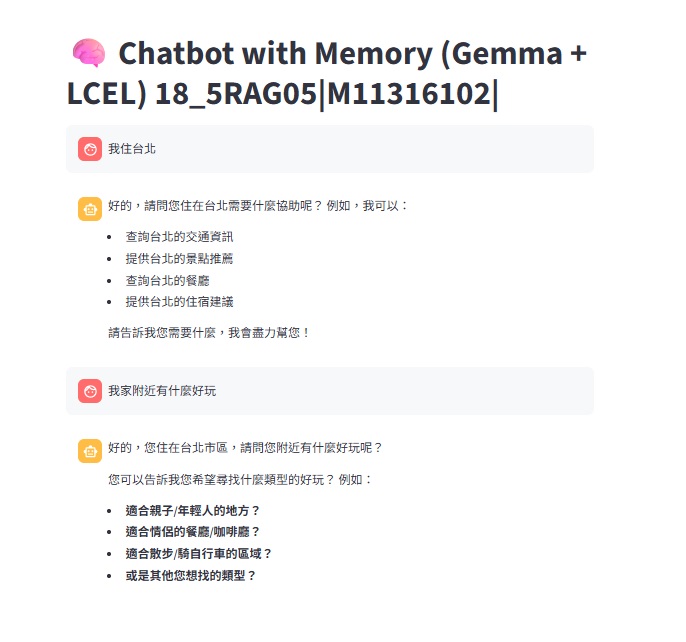 Chatbot with Memory (Gemma +
LCEL) 18_5RAG05|M11316102|
我住台北
好的，請問您住在台北需要什麼協助呢？ 例如，我可以：
• 查詢台北的交通資訊
• 提供台北的景點推薦
• 查詢台北的餐廳
• 提供台北的住宿建議
請告訴我您需要什麼，我會盡力幫您！
我家附近有什麼好玩
好的，您住在台北市區，請問您附近有什麼好玩呢？
您可以告訴我您希望尋找什麼類型的好玩？ 例如：
• 適合親子/年輕人的地方？
• 適合情侶的餐廳/咖啡廳？
• 適合散步/騎自行車的區域？
• 或是其他您想找的類型？